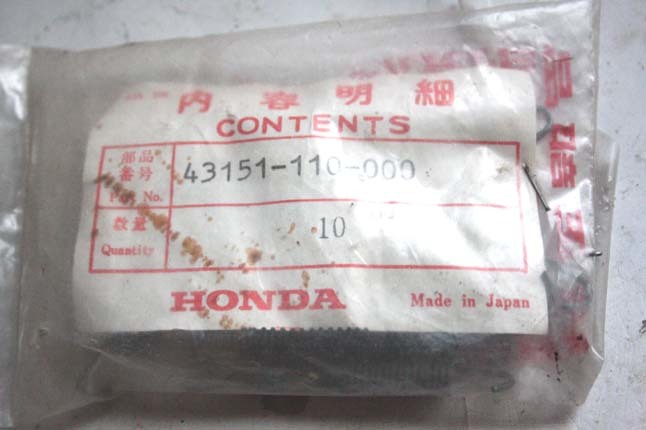 内容明細
CONTENTS
部品
番号
Part No.
43151-110-000
数量
Quantity
10
HONDA
Made in Japan